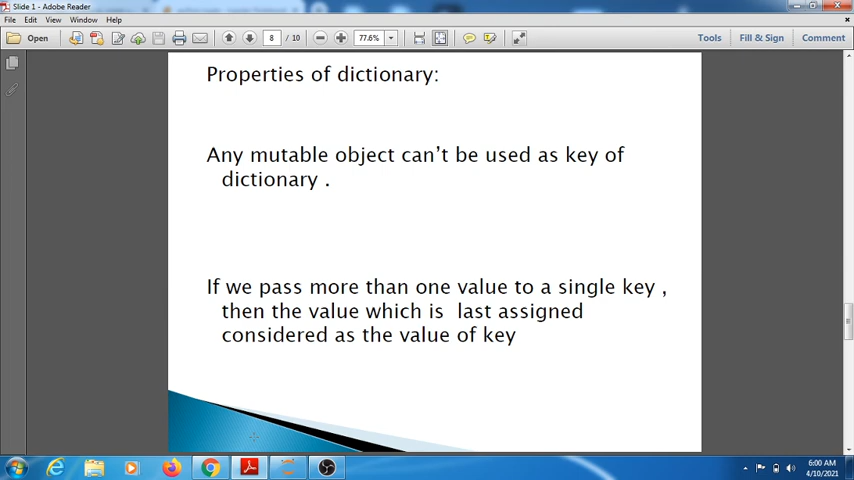 Slide 1 - Adobe Reader
File Edit View Window Help
Open 8 / 10 77.6% Tools Fill & Sign Comment
Properties of dictionary:
Any mutable object can't be used as key of
dictionary .
If we pass more than one value to a single key ,
then the value which is last assigned
considered as the value of key
6:00 AM
4/10/2021